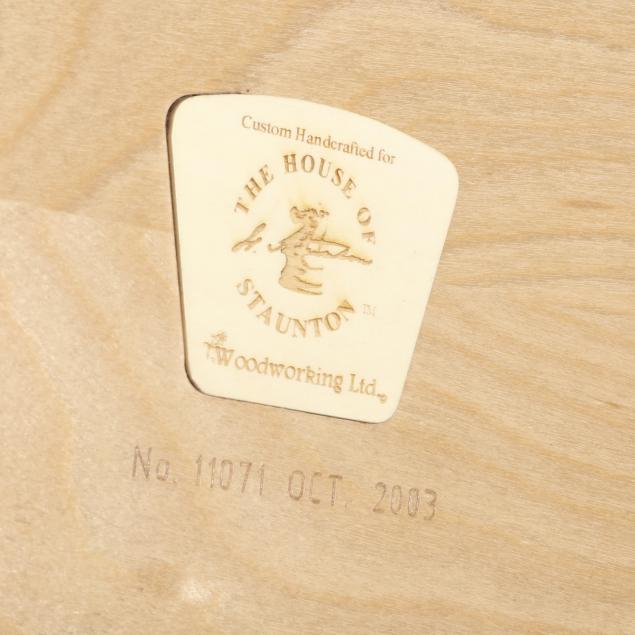 Custom Handcrafted for
THE HOUSE OF
STAUNTON TM
Woodworking Ltd.
No. 11071 OCT. 2003